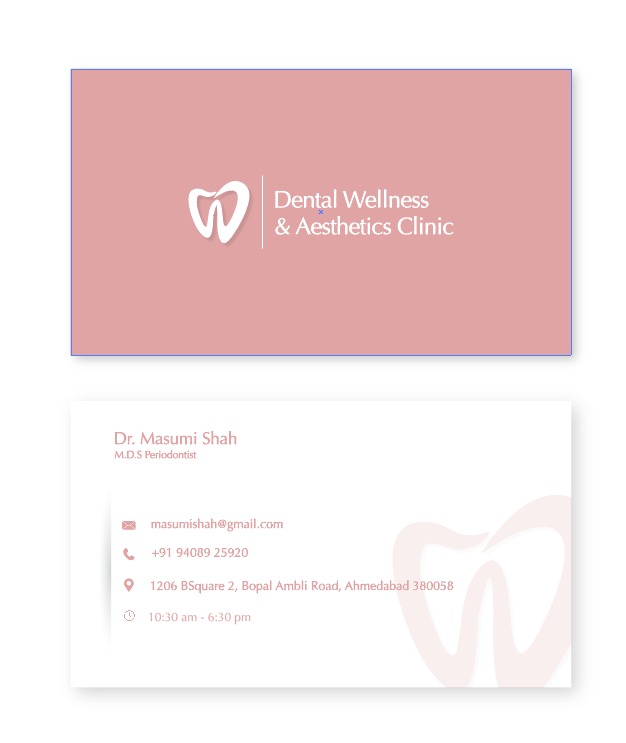 Dental Wellness
& Aesthetics Clinic
Dr. Masumi Shah
M.D.S Periodontist
masumishah@gmail.com
+91 94089 25920
1206 BSquare 2, Bopal Ambli Road, Ahmedabad 380058
10:30 am - 6:30 pm